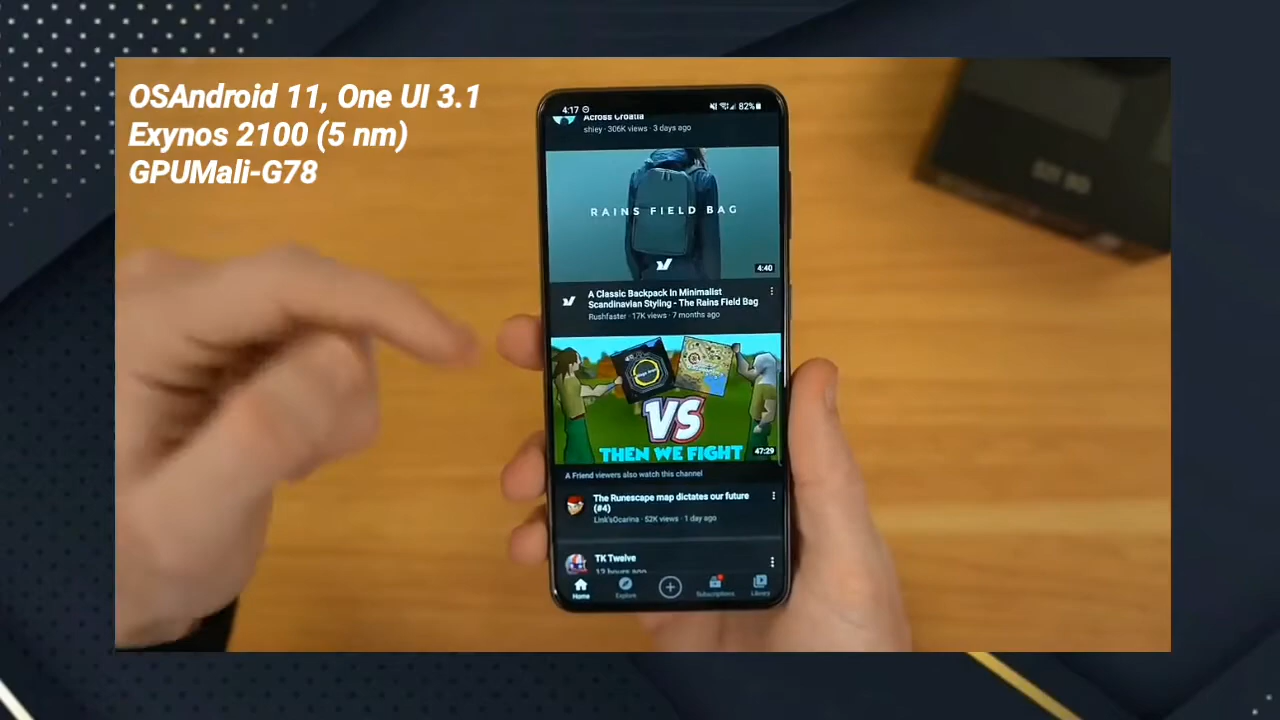 OSAndroid 11, One UI 3.1
Exynos 2100 (5 nm)
GPUMali-G78
4:17
82%
Across Croatia
shiey · 306K views · 3 days ago
RAINS FIELD BAG
4:40
A Classic Backpack In Minimalist
Scandinavian Styling - The Rains Field Bag
Rushfaster · 17K views · 7 months ago
VS
THEN WE FIGHT
47:29
A Friend viewers also watch this channel
The Runescape map dictates our future
(#4)
Link'sOcarina · 52K views · 1 day ago
TK Twelve
12 hours ago
Home
Explore
Subscriptions
Library